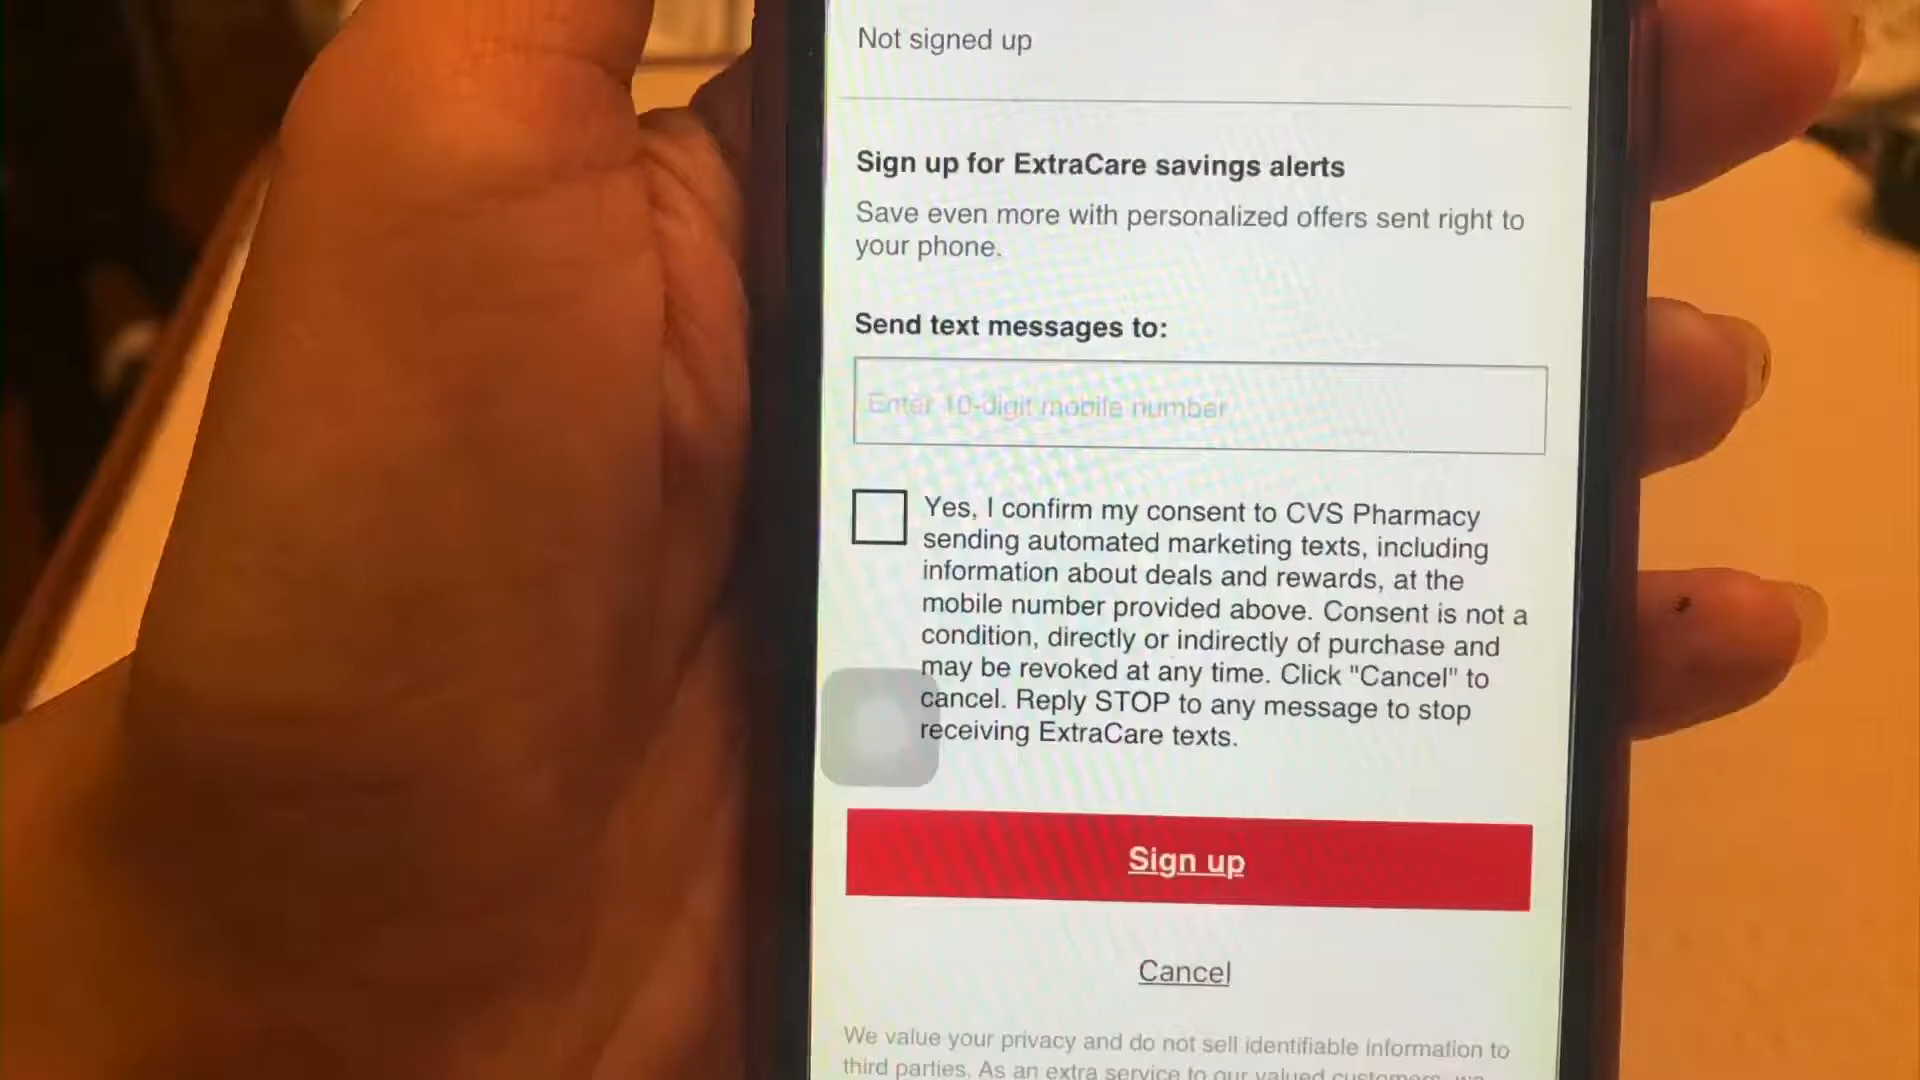 Not signed up
Sign up for ExtraCare savings alerts
Save even more with personalized offers sent right to
your phone.
Send text messages to:
Enter 10-digit mobile number
Yes, I confirm my consent to CVS Pharmacy
sending automated marketing texts, including
information about deals and rewards, at the
mobile number provided above. Consent is not a
condition, directly or indirectly of purchase and
may be revoked at any time. Click "Cancel" to
cancel. Reply STOP to any message to stop
receiving ExtraCare texts.
Sign up
Cancel
We value your privacy and do not sell identifiable information to
third parties. As an extra service to our valued customers, we